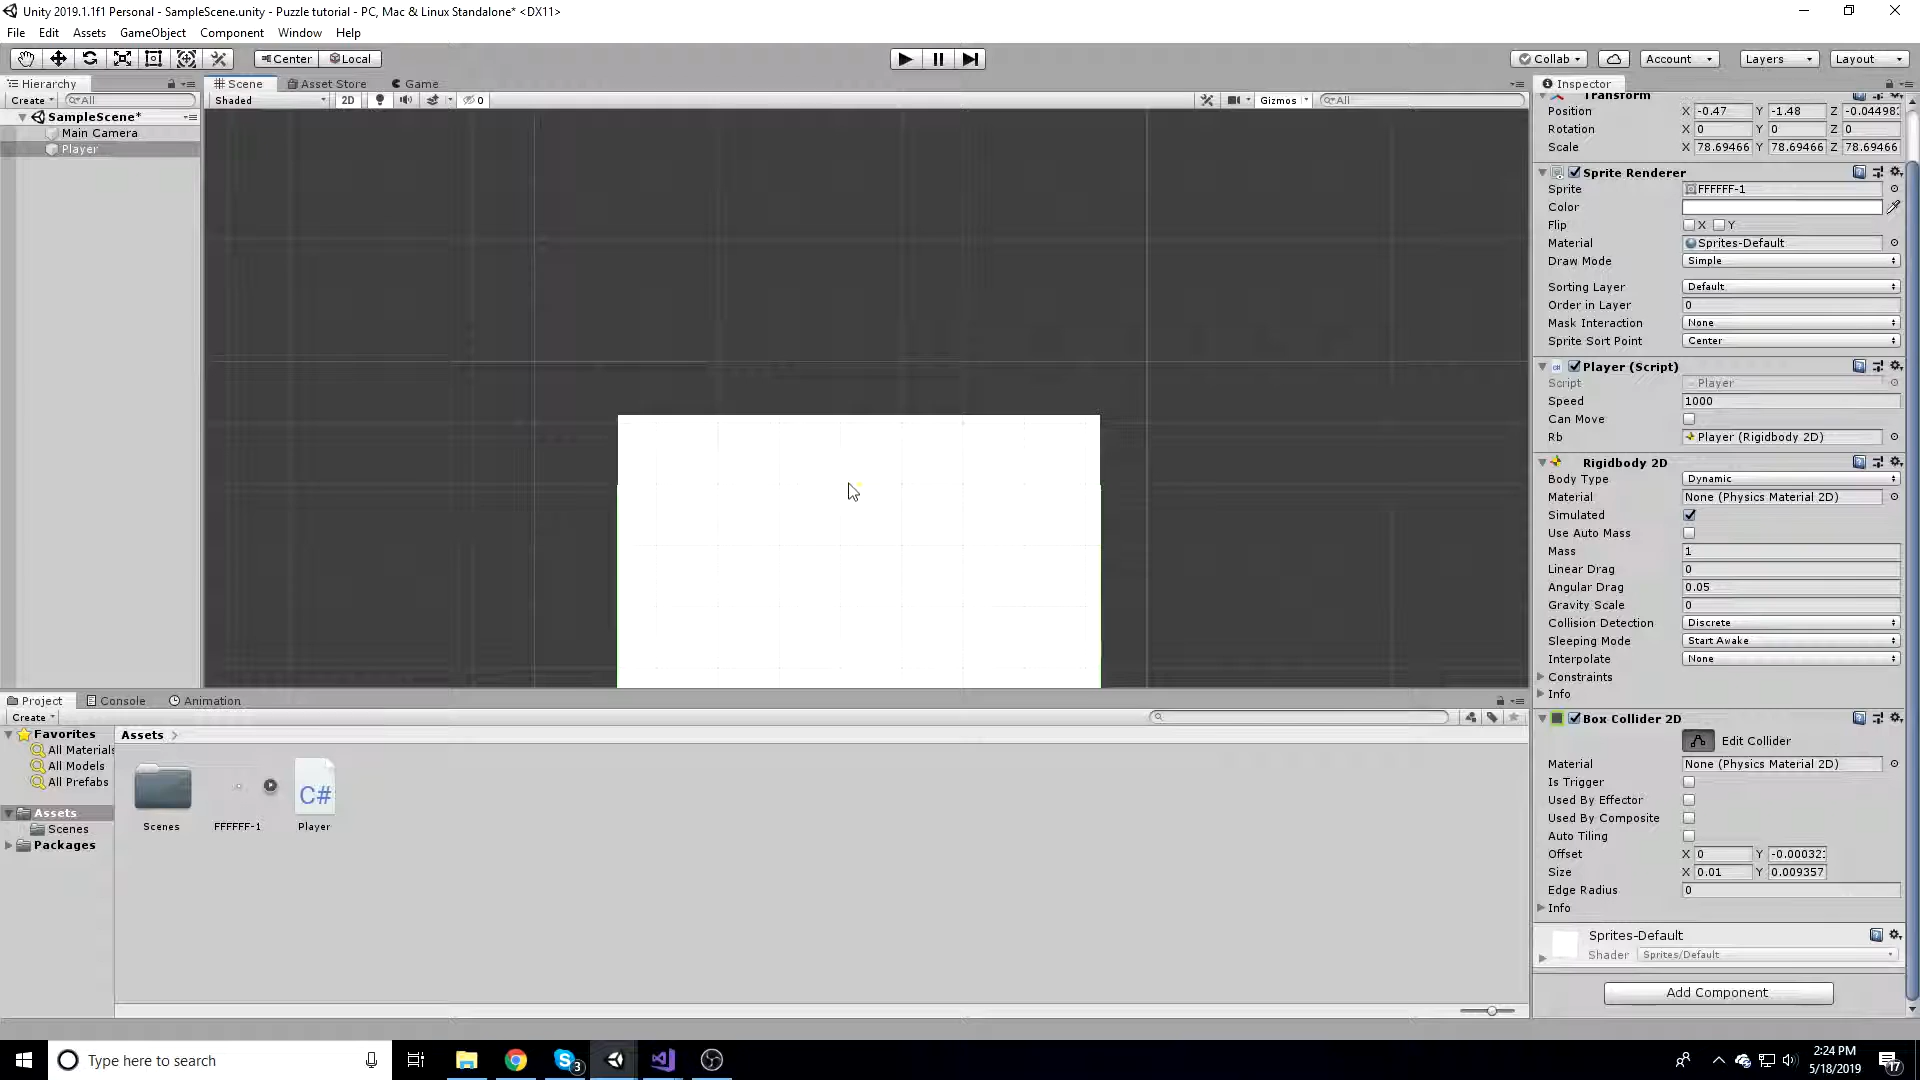 Unity 2019.1.1f1 Personal - SampleScene.unity - Puzzle tutorial - PC, Mac & Linux Standalone* <DX11>
File Edit Assets GameObject Component Window Help
Center Local Collab Account Layers Layout
Hierarchy Scene Asset Store Game Inspector
Create All Shaded 2D 0 Gizmos All
SampleScene*
Main Camera
Player
Transform
Position X -0.47 Y -1.48 Z -0.04498
Rotation X 0 Y 0 Z 0
Scale X 78.69466 Y 78.69466 Z 78.69466
Sprite Renderer
Sprite FFFFFF-1
Color
Flip X Y
Material Sprites-Default
Draw Mode Simple
Sorting Layer Default
Order in Layer 0
Mask Interaction None
Sprite Sort Point Center
Player (Script)
Script Player
Speed 1000
Can Move
Rb Player (Rigidbody 2D)
Rigidbody 2D
Body Type Dynamic
Material None (Physics Material 2D)
Simulated
Use Auto Mass
Mass 1
Linear Drag 0
Angular Drag 0.05
Gravity Scale 0
Collision Detection Discrete
Sleeping Mode Start Awake
Interpolate None
Constraints
Info
Box Collider 2D
Edit Collider
Material None (Physics Material 2D)
Is Trigger
Used By Effector
Used By Composite
Auto Tiling
Offset X 0 Y -0.00032
Size X 0.01 Y 0.009357
Edge Radius 0
Info
Sprites-Default
Shader Sprites/Default
Add Component
Project Console Animation
Create
Favorites
All Materials
All Models
All Prefabs
Assets
Scenes
Packages
Assets
C#
Scenes FFFFFF-1 Player
Type here to search
3
2:24 PM
5/18/2019
17